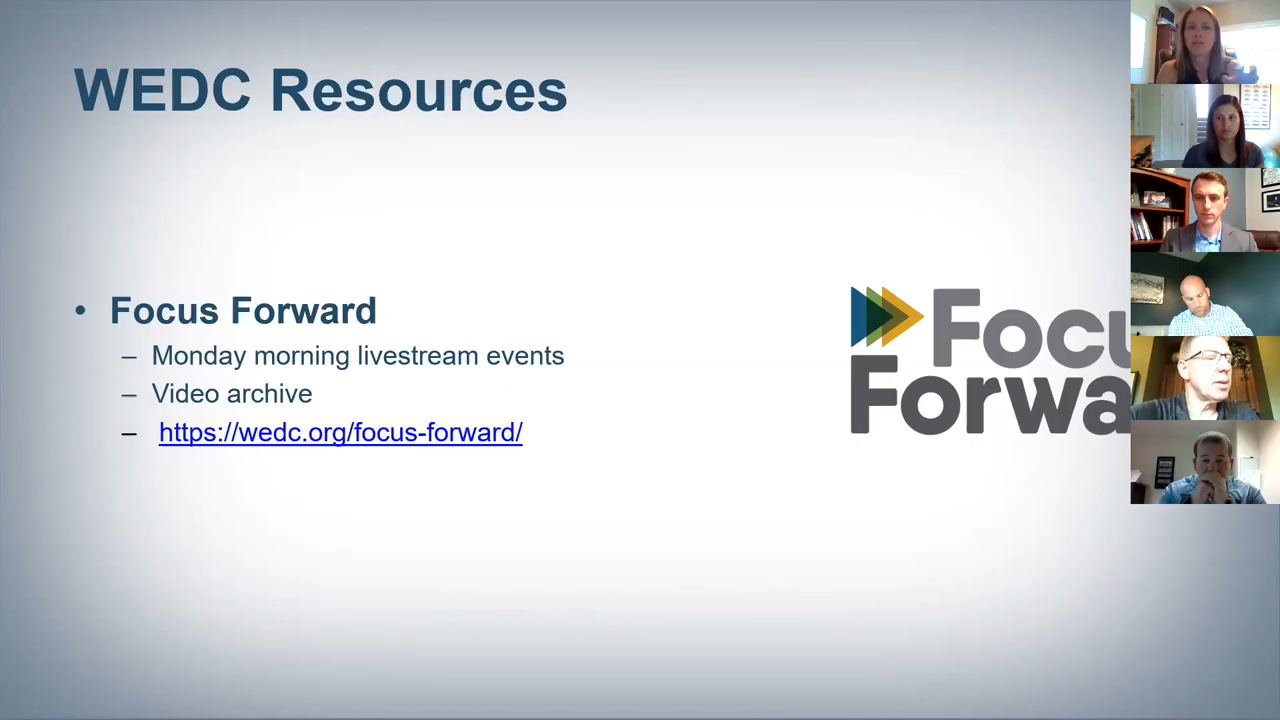 WEDC Resources
• Focus Forward
– Monday morning livestream events
– Video archive
– https://wedc.org/focus-forward/
Focu
Forwa